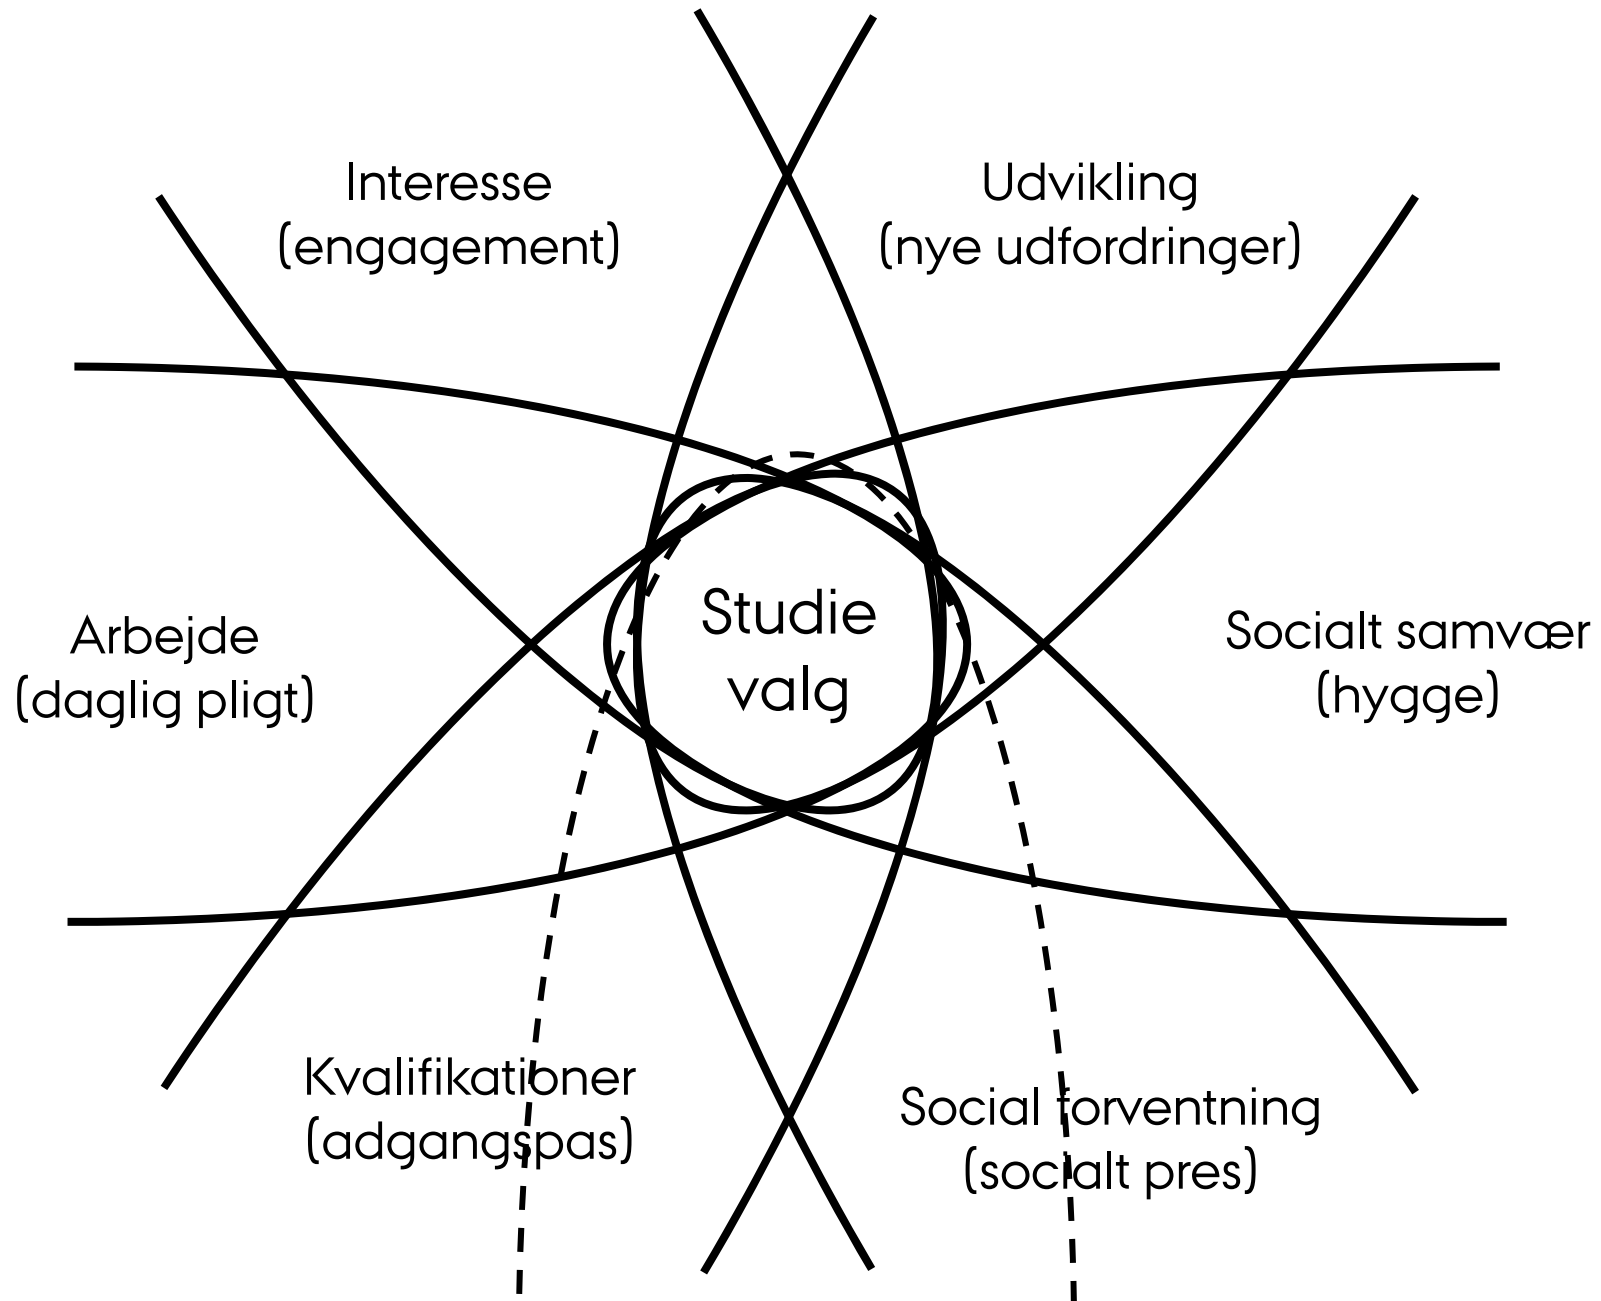 Interesse
(engagement)
Udvikling
(nye udfordringer)
Arbejde
(daglig pligt)
Studie
valg
Socialt samvær
(hygge)
Kvalifikationer
(adgangspas)
Social forventning
(socialt pres)